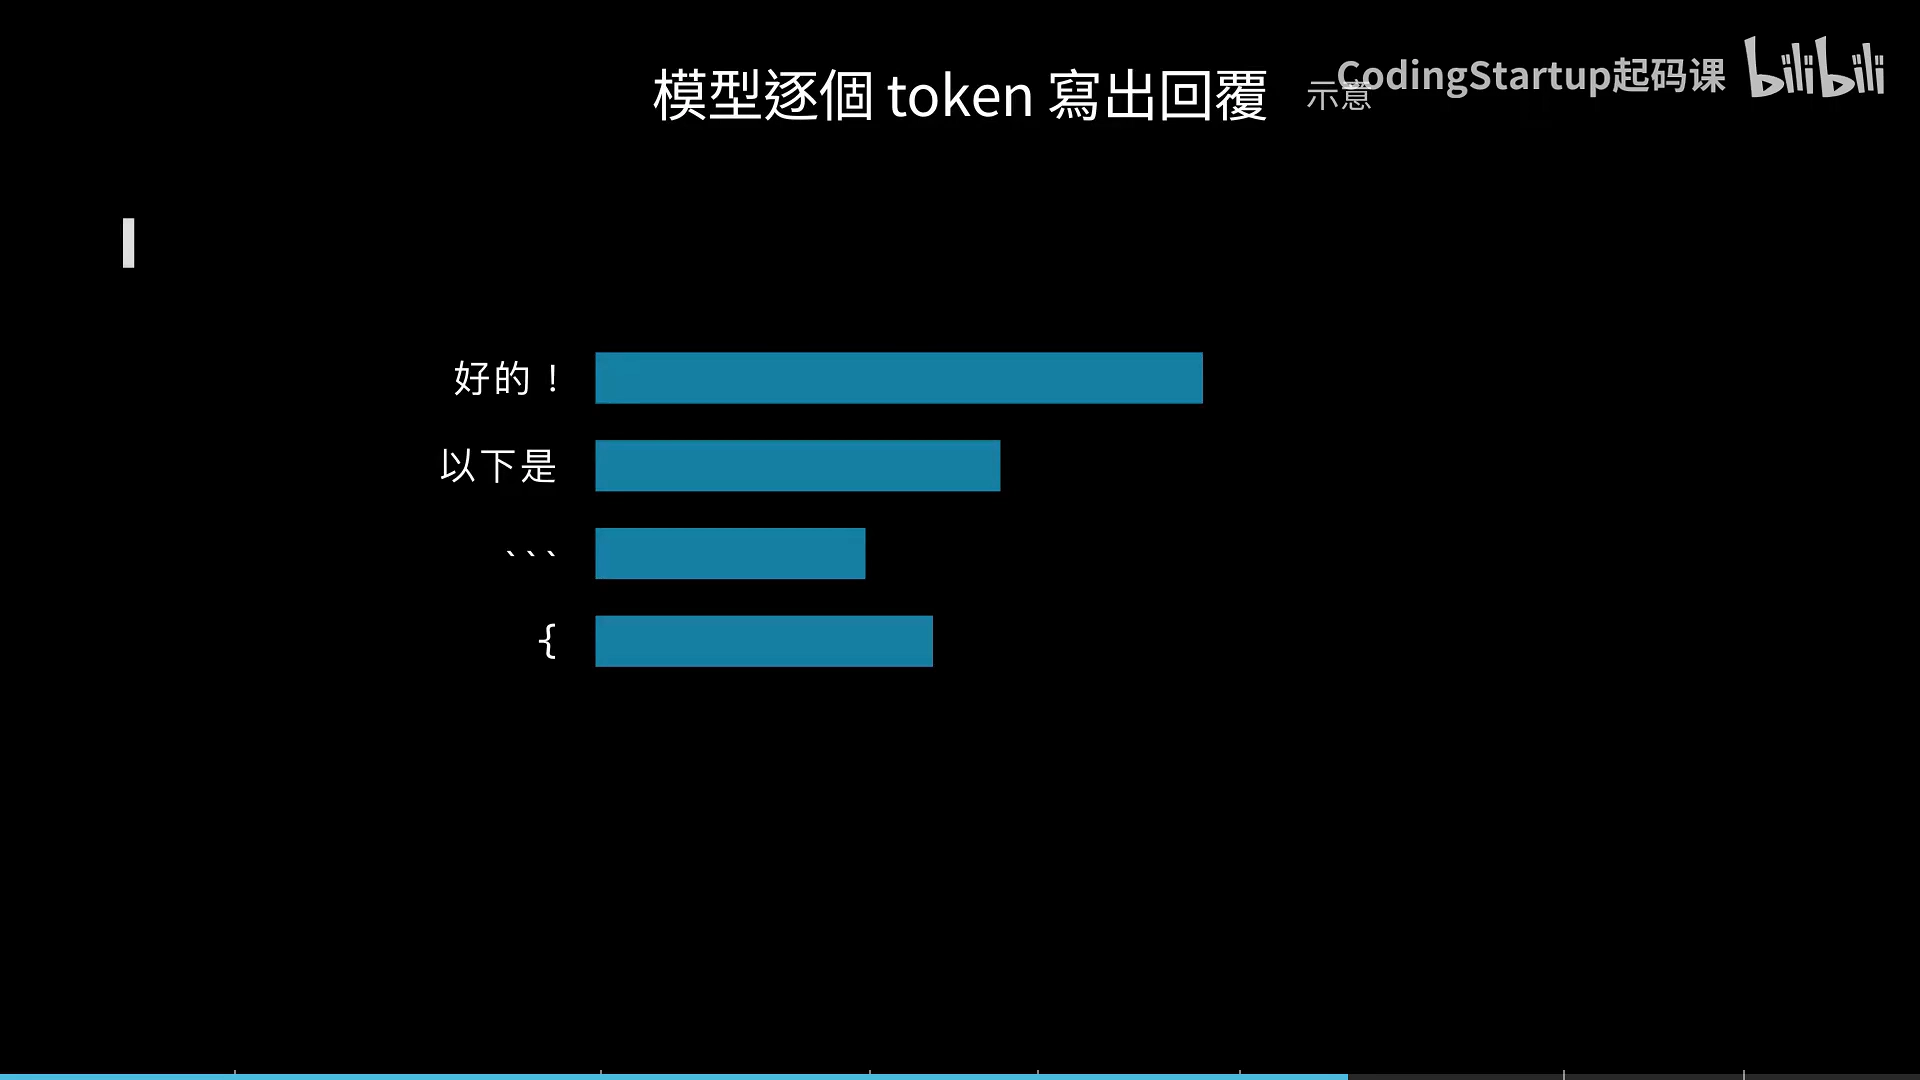 模型逐個 token 寫出回覆 示意
CodingStartup起码课 bilibili
好的！
以下是
```
{